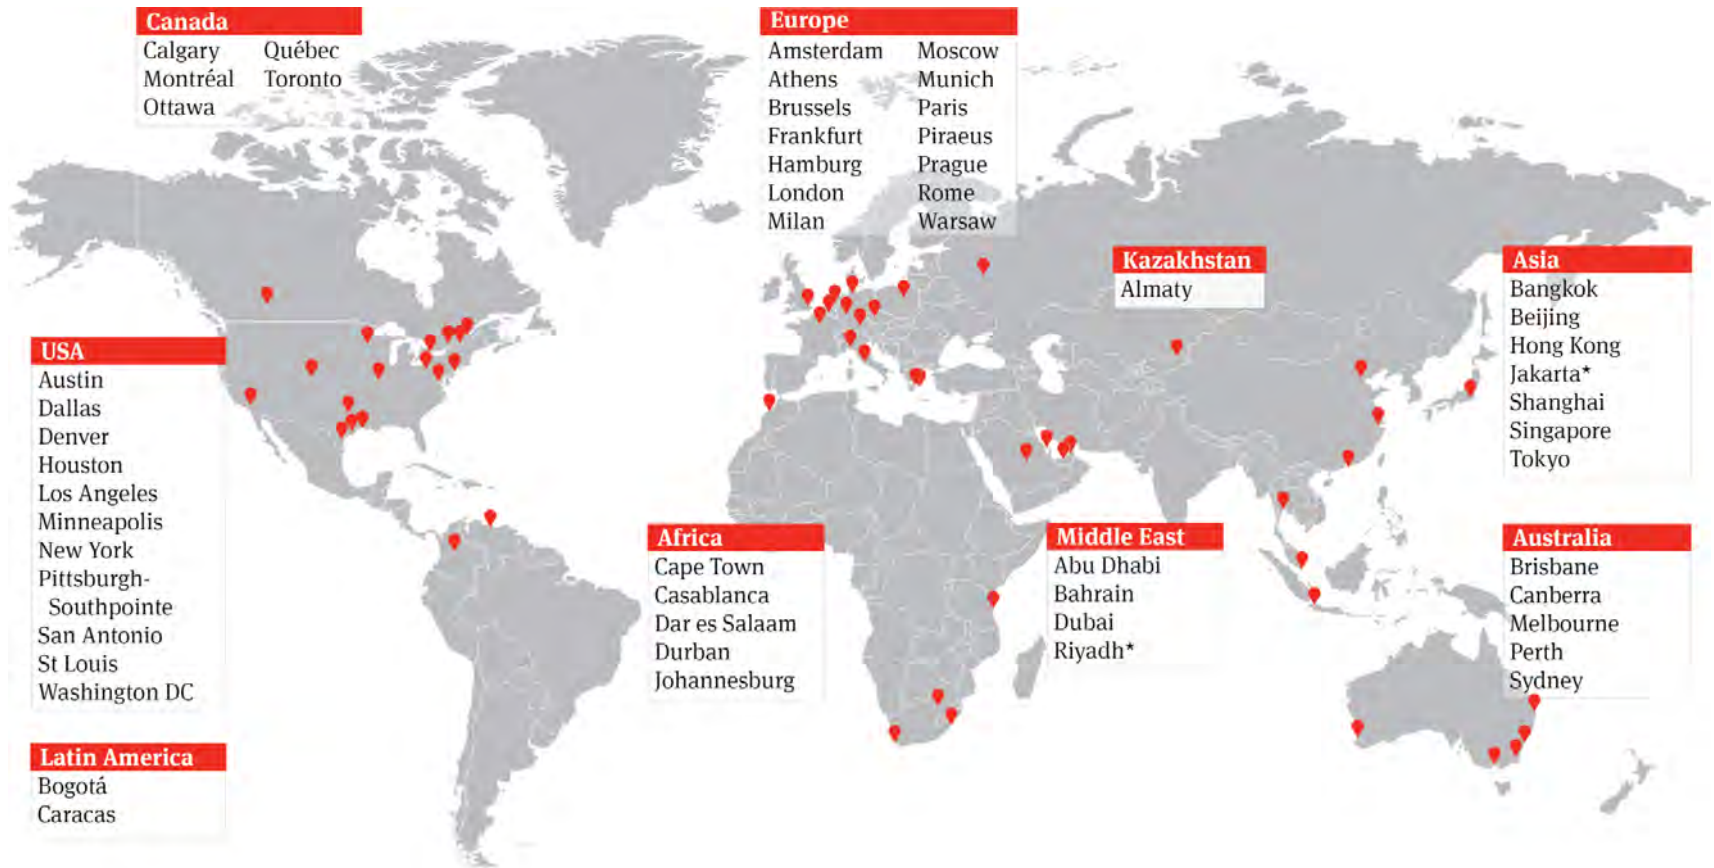 Canada
Calgary Québec
Montréal Toronto
Ottawa
Europe
Amsterdam Moscow
Athens Munich
Brussels Paris
Frankfurt Piraeus
Hamburg Prague
London Rome
Milan Warsaw
Kazakhstan
Almaty
Asia
Bangkok
Beijing
Hong Kong
Jakarta*
Shanghai
Singapore
Tokyo
USA
Austin
Dallas
Denver
Houston
Los Angeles
Minneapolis
New York
Pittsburgh-
Southpointe
San Antonio
St Louis
Washington DC
Africa
Cape Town
Casablanca
Dar es Salaam
Durban
Johannesburg
Middle East
Abu Dhabi
Bahrain
Dubai
Riyadh*
Australia
Brisbane
Canberra
Melbourne
Perth
Sydney
Latin America
Bogotá
Caracas